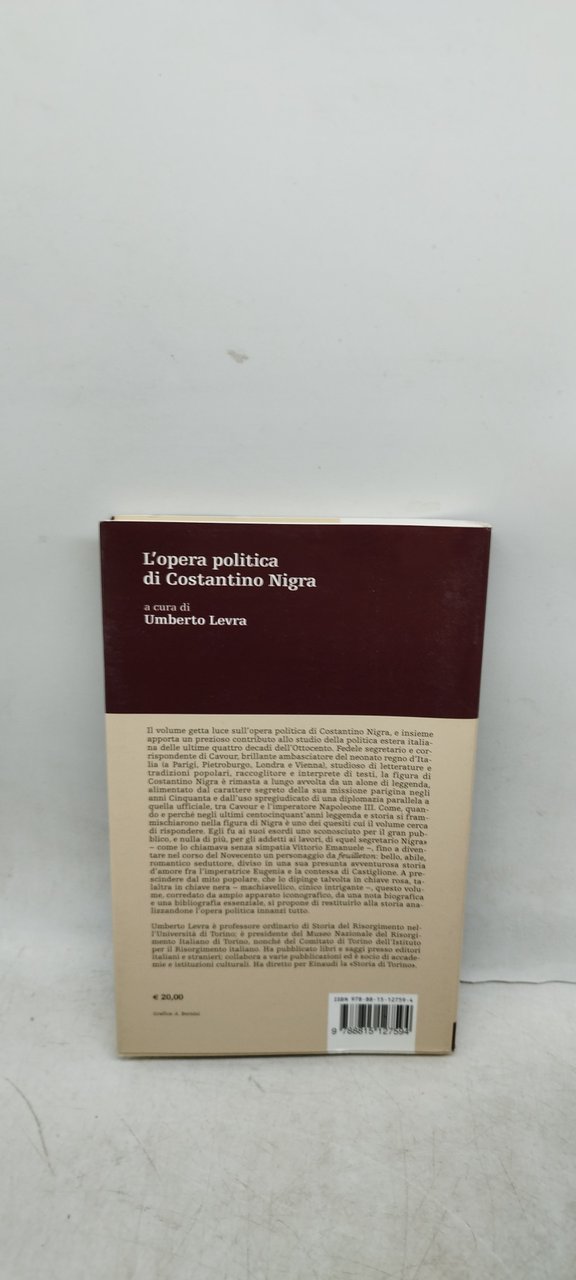 L'opera politica
di Costantino Nigra
a cura di
Umberto Levra
Il volume getta luce sull'opera politica di Costantino Nigra, e insieme
apporta un prezioso contributo allo studio della politica estera italia-
na delle ultime quattro decadi dell'Ottocento. Fedele segretario e cor-
rispondente di Cavour, brillante ambasciatore del neonato regno d'Ita-
lia (a Parigi, Pietroburgo, Londra e Vienna), studioso di letterature e
tradizioni popolari, raccoglitore e interprete di testi, la figura di
Costantino Nigra è rimasta a lungo avvolta da un alone di leggenda,
alimentato dal carattere segreto della sua missione parigina negli
anni Cinquanta e dall'uso spregiudicato di una diplomazia parallela a
quella ufficiale, tra Cavour e l'imperatore Napoleone III. Come, quan-
do e perché negli ultimi centocinquant'anni leggenda e storia si fram-
mischiarono nella figura di Nigra è uno dei quesiti cui il volume cerca
di rispondere. Egli fu ai suoi esordi uno sconosciuto per il gran pub-
blico, e nulla di più, per gli addetti ai lavori, di «quel segretario Nigra»
– come lo chiamava senza simpatia Vittorio Emanuele –, fino a diven-
tare nel corso del Novecento un personaggio da feuilleton: bello, abile,
romantico seduttore, diviso in una sua presunta avventurosa storia
d'amore fra l'imperatrice Eugenia e la contessa di Castiglione. A pre-
scindere dal mito popolare, che lo dipinge talvolta in chiave rosa, ta-
laltra in chiave nera – machiavellico, cinico intrigante –, questo volu-
me, corredato da ampio apparato iconografico, da una nota biografica
e una bibliografia essenziale, si propone di restituirlo alla storia ana-
lizzandone l'opera politica innanzi tutto.
Umberto Levra è professore ordinario di Storia del Risorgimento nel-
l'Università di Torino; è presidente del Museo Nazionale del Risorgi-
mento Italiano di Torino, nonché del Comitato di Torino dell'Istituto
per il Risorgimento italiano. Ha pubblicato libri e saggi presso editori
italiani e stranieri; collabora a varie pubblicazioni ed è socio di accade-
mie e istituzioni culturali. Ha diretto per Einaudi la «Storia di Torino».
€ 20,00
Grafica: A. Bernini
ISBN 978-88-15-12759-4
9 788815 127594